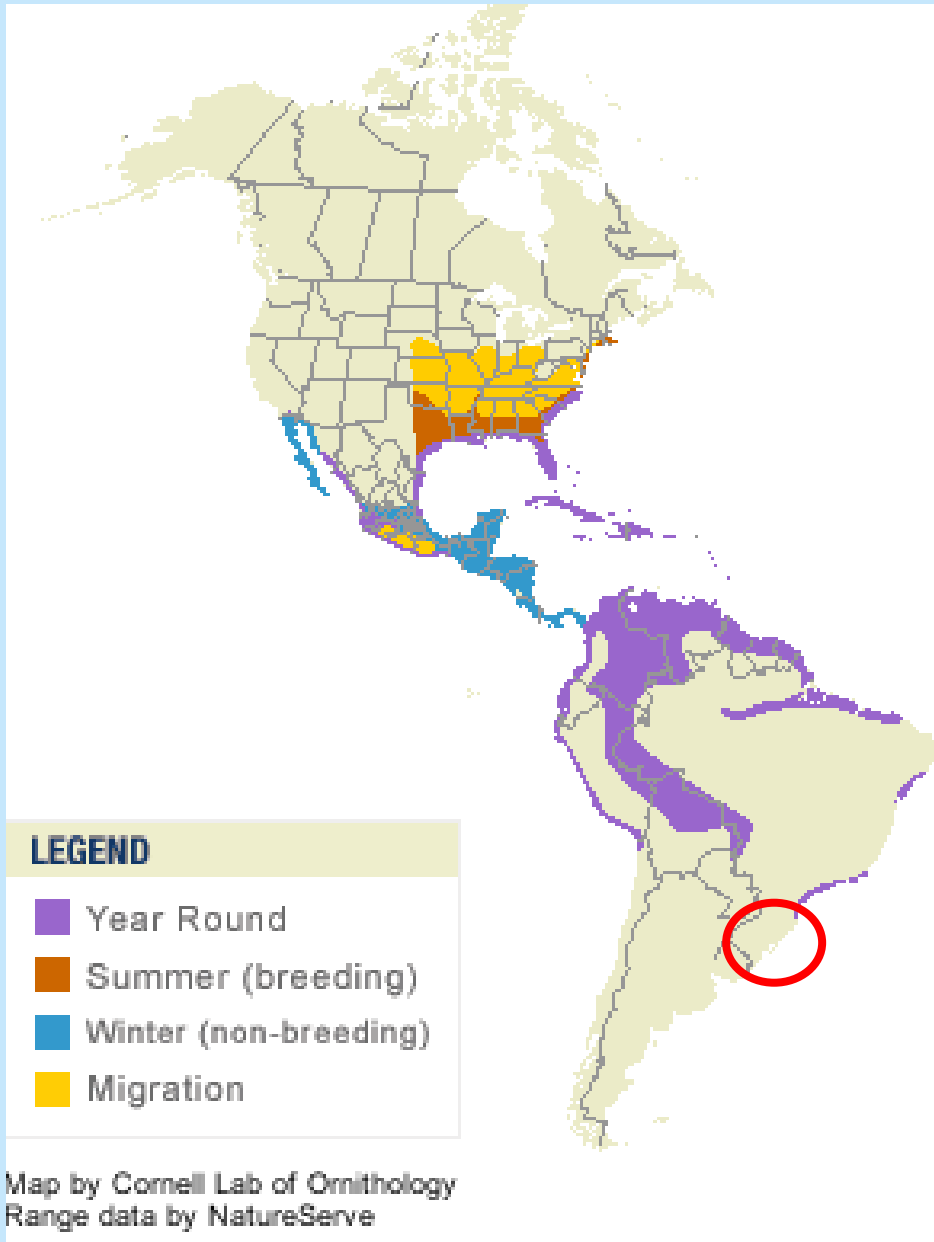 LEGEND
Year Round
Summer (breeding)
Winter (non-breeding)
Migration
Map by Cornell Lab of Ornithology
Range data by NatureServe